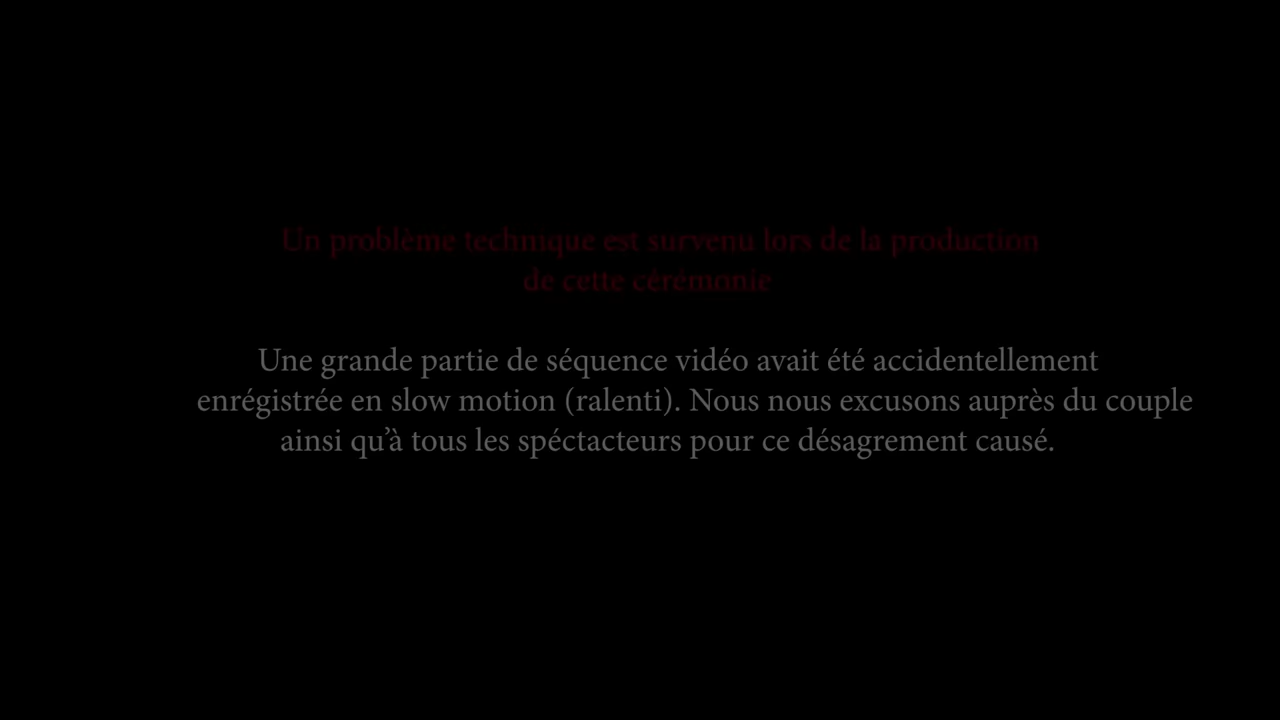 Un problème technique est survenu lors de la production
de cette cérémonie
Une grande partie de séquence vidéo avait été accidentellement
enrégistrée en slow motion (ralenti). Nous nous excusons auprès du couple
ainsi qu'à tous les spéctacteurs pour ce désagrement causé.